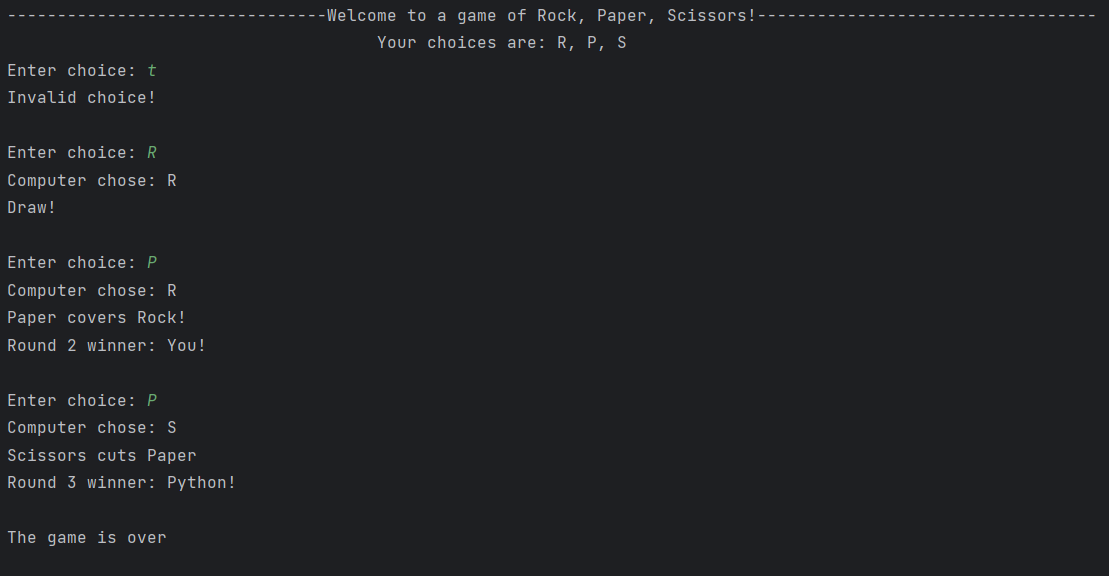 --------------------------------Welcome to a game of Rock, Paper, Scissors!----------------------------------
Your choices are: R, P, S
Enter choice: t
Invalid choice!
Enter choice: R
Computer chose: R
Draw!
Enter choice: P
Computer chose: R
Paper covers Rock!
Round 2 winner: You!
Enter choice: P
Computer chose: S
Scissors cuts Paper
Round 3 winner: Python!
The game is over